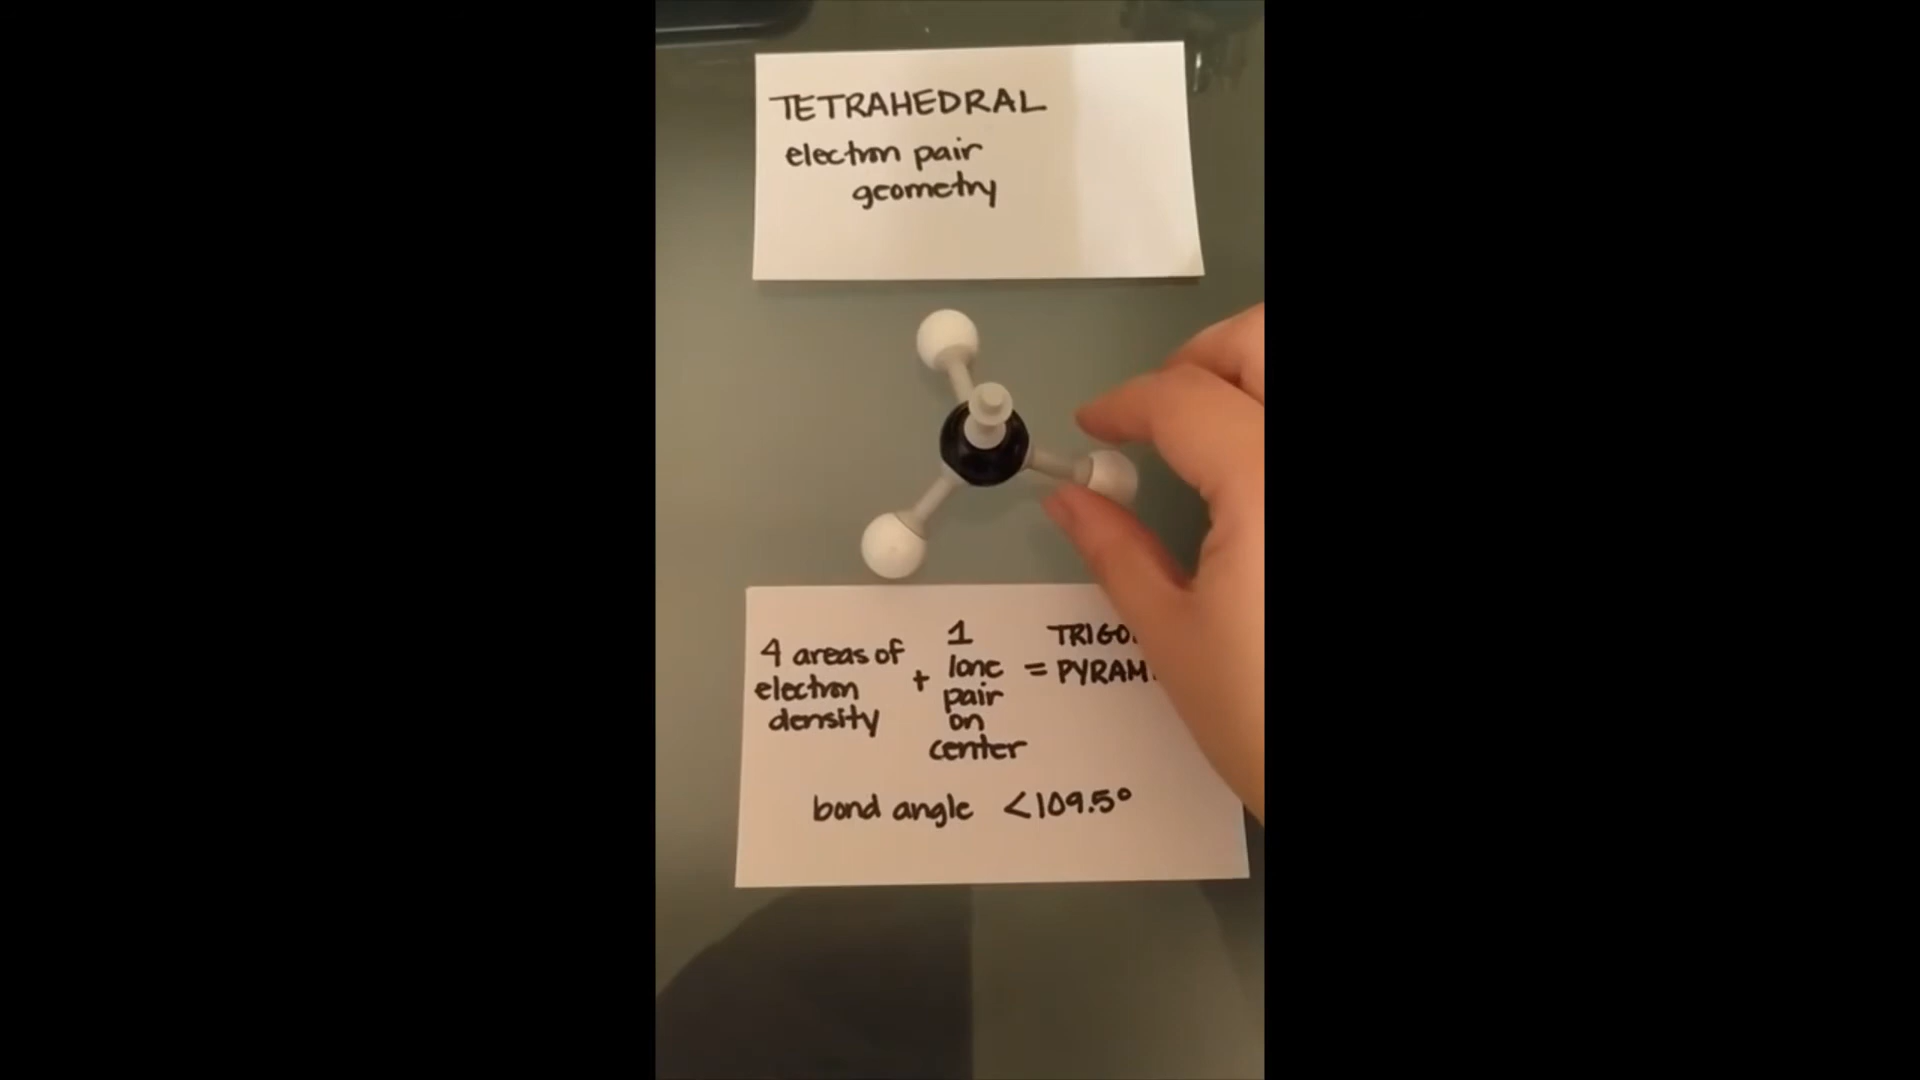 TETRAHEDRAL
electron pair
geometry
4 areas of
electron
density
+
1
lone
pair
on
center
=
bond angle <109.5°